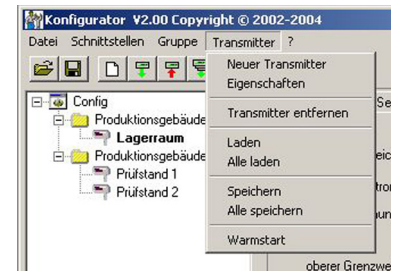 Konfigurator V2.00 Copyright © 2002-2004
Datei Schnittstellen Gruppe Transmitter ?
Neuer Transmitter
Eigenschaften
Transmitter entfernen
Laden
Alle laden
Speichern
Alle speichern
Warmstart
Config
Produktionsgebäude
Lagerraum
Produktionsgebäude
Prüfstand 1
Prüfstand 2
Se
oberer Grenzwe